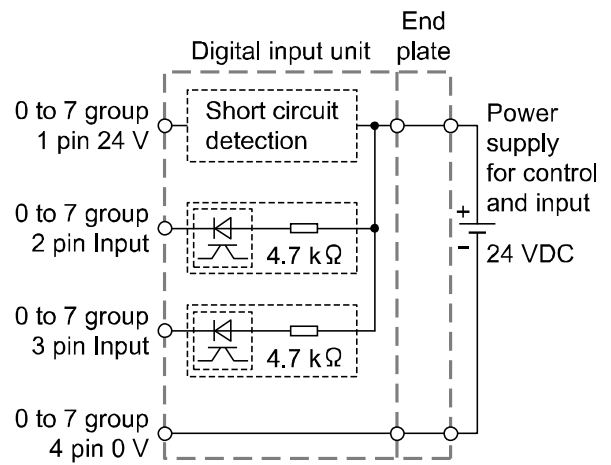 Digital input unit
End
plate
0 to 7 group
1 pin 24 V
Short circuit
detection
Power
supply
for control
and input
0 to 7 group
2 pin Input
4.7 kΩ
+
−
24 VDC
0 to 7 group
3 pin Input
4.7 kΩ
0 to 7 group
4 pin 0 V